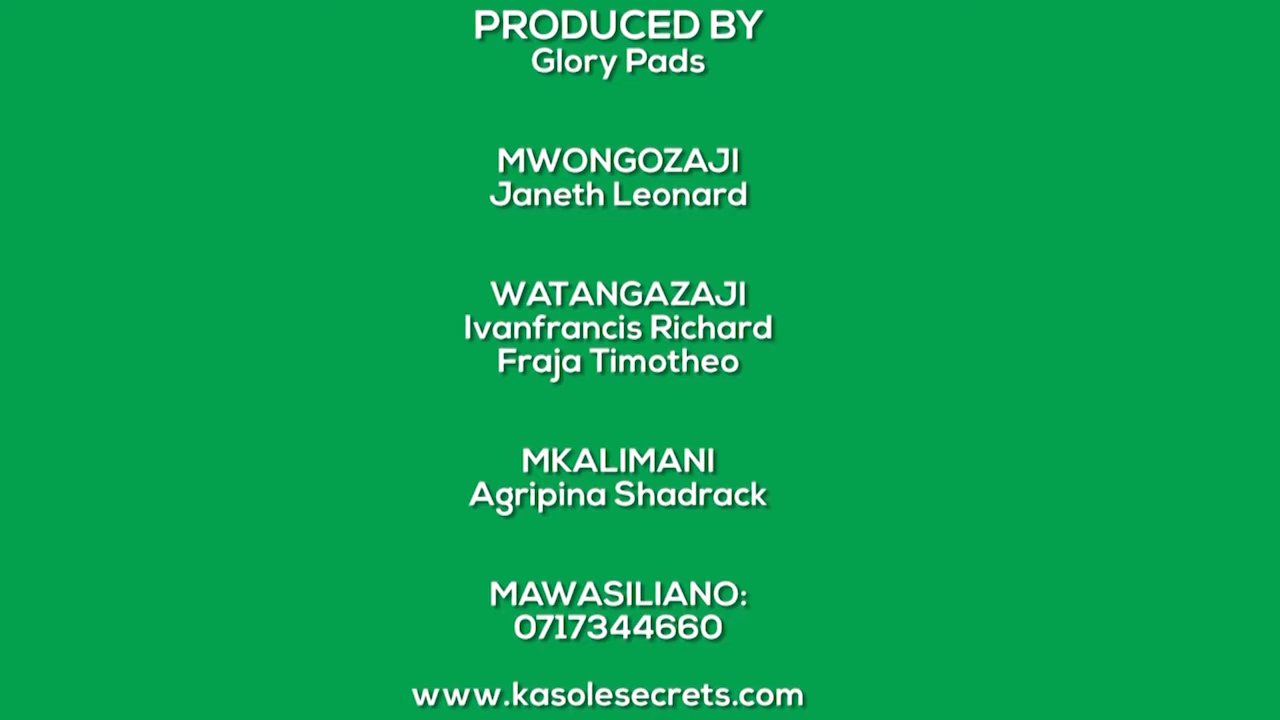 PRODUCED BY
Glory Pads
MWONGOZAJI
Janeth Leonard
WATANGAZAJI
Ivanfrancis Richard
Fraja Timotheo
MKALIMANI
Agripina Shadrack
MAWASILIANO:
0717344660
www.kasolesecrets.com